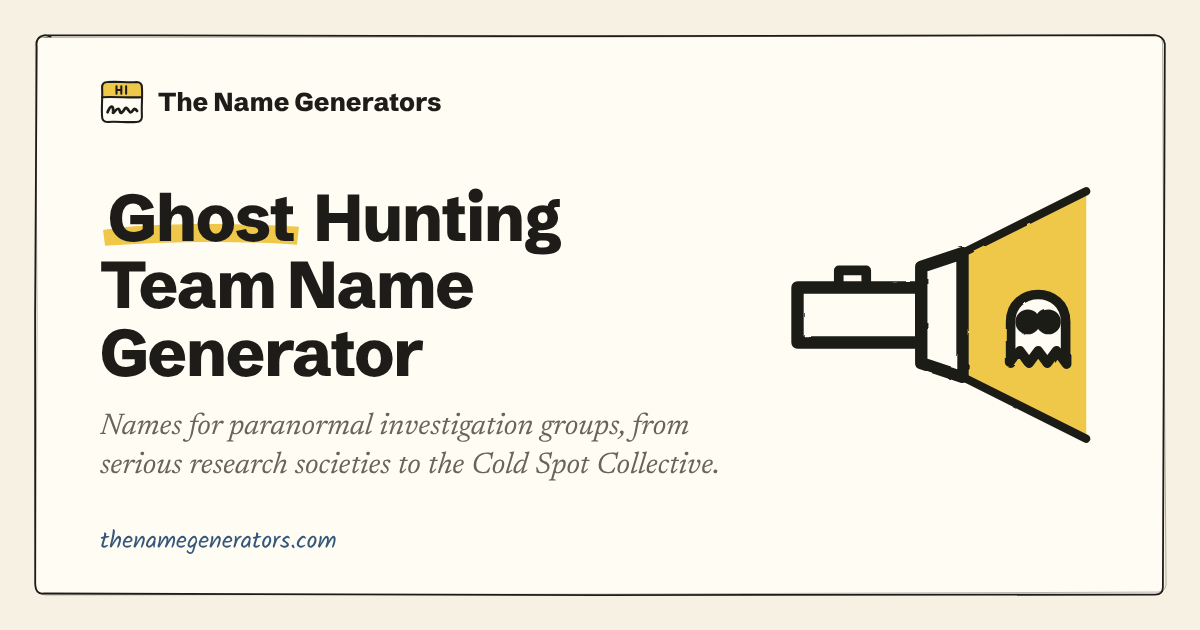 HI
The Name Generators
Ghost Hunting
Team Name
Generator
Names for paranormal investigation groups, from
serious research societies to the Cold Spot Collective.
thenamegenerators.com